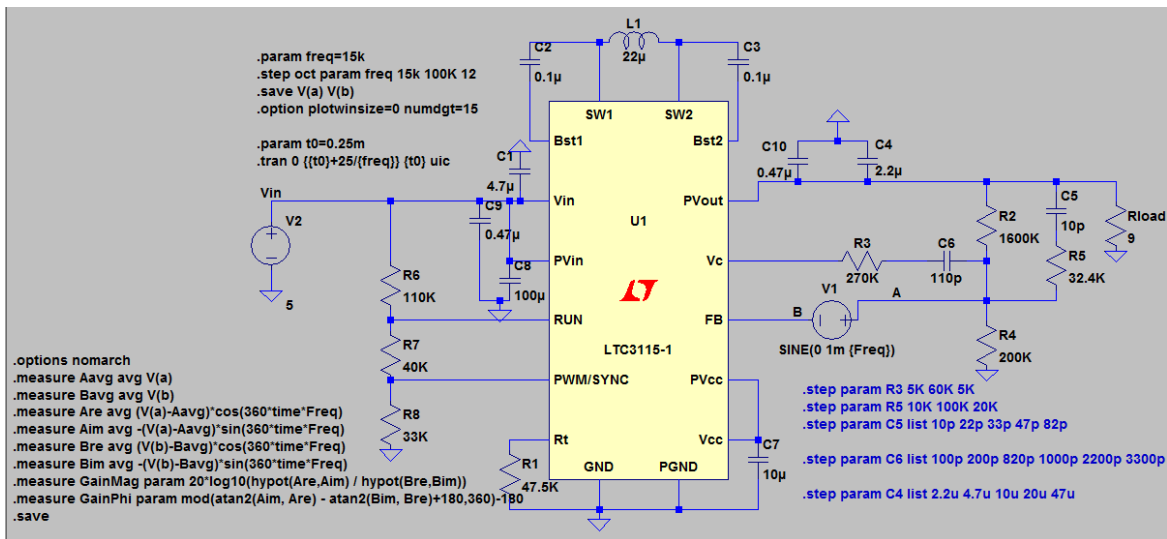 .param freq=15k
.step oct param freq 15k 100K 12
.save V(a) V(b)
.option plotwinsize=0 numdgt=15
.param t0=0.25m
.tran 0 {{t0}+25/{freq}} {t0} uic
L1
22µ
C2
0.1µ
C3
0.1µ
SW1
SW2
Bst1
Bst2
C1
4.7µ
C10
0.47µ
C4
2.2µ
Vin
V2
5
C9
0.47µ
C8
100µ
Vin
PVin
RUN
PWM/SYNC
Rt
GND
PGND
U1
LTC3115-1
PVout
Vc
FB
PVcc
Vcc
R6
110K
R7
40K
R8
33K
R1
47.5K
C7
10µ
R3
270K
C6
110p
R2
1600K
C5
10p
R5
32.4K
Rload
9
V1
B
A
SINE(0 1m {Freq})
R4
200K
.options nomarch
.measure Aavg avg V(a)
.measure Bavg avg V(b)
.measure Are avg (V(a)-Aavg)*cos(360*time*Freq)
.measure Aim avg -(V(a)-Aavg)*sin(360*time*Freq)
.measure Bre avg (V(b)-Bavg)*cos(360*time*Freq)
.measure Bim avg -(V(b)-Bavg)*sin(360*time*Freq)
.measure GainMag param 20*log10(hypot(Are,Aim) / hypot(Bre,Bim))
.measure GainPhi param mod(atan2(Aim, Are) - atan2(Bim, Bre)+180,360)-180
.save
.step param R3 5K 60K 5K
.step param R5 10K 100K 20K
.step param C5 list 10p 22p 33p 47p 82p
.step param C6 list 100p 200p 820p 1000p 2200p 3300p
.step param C4 list 2.2u 4.7u 10u 20u 47u